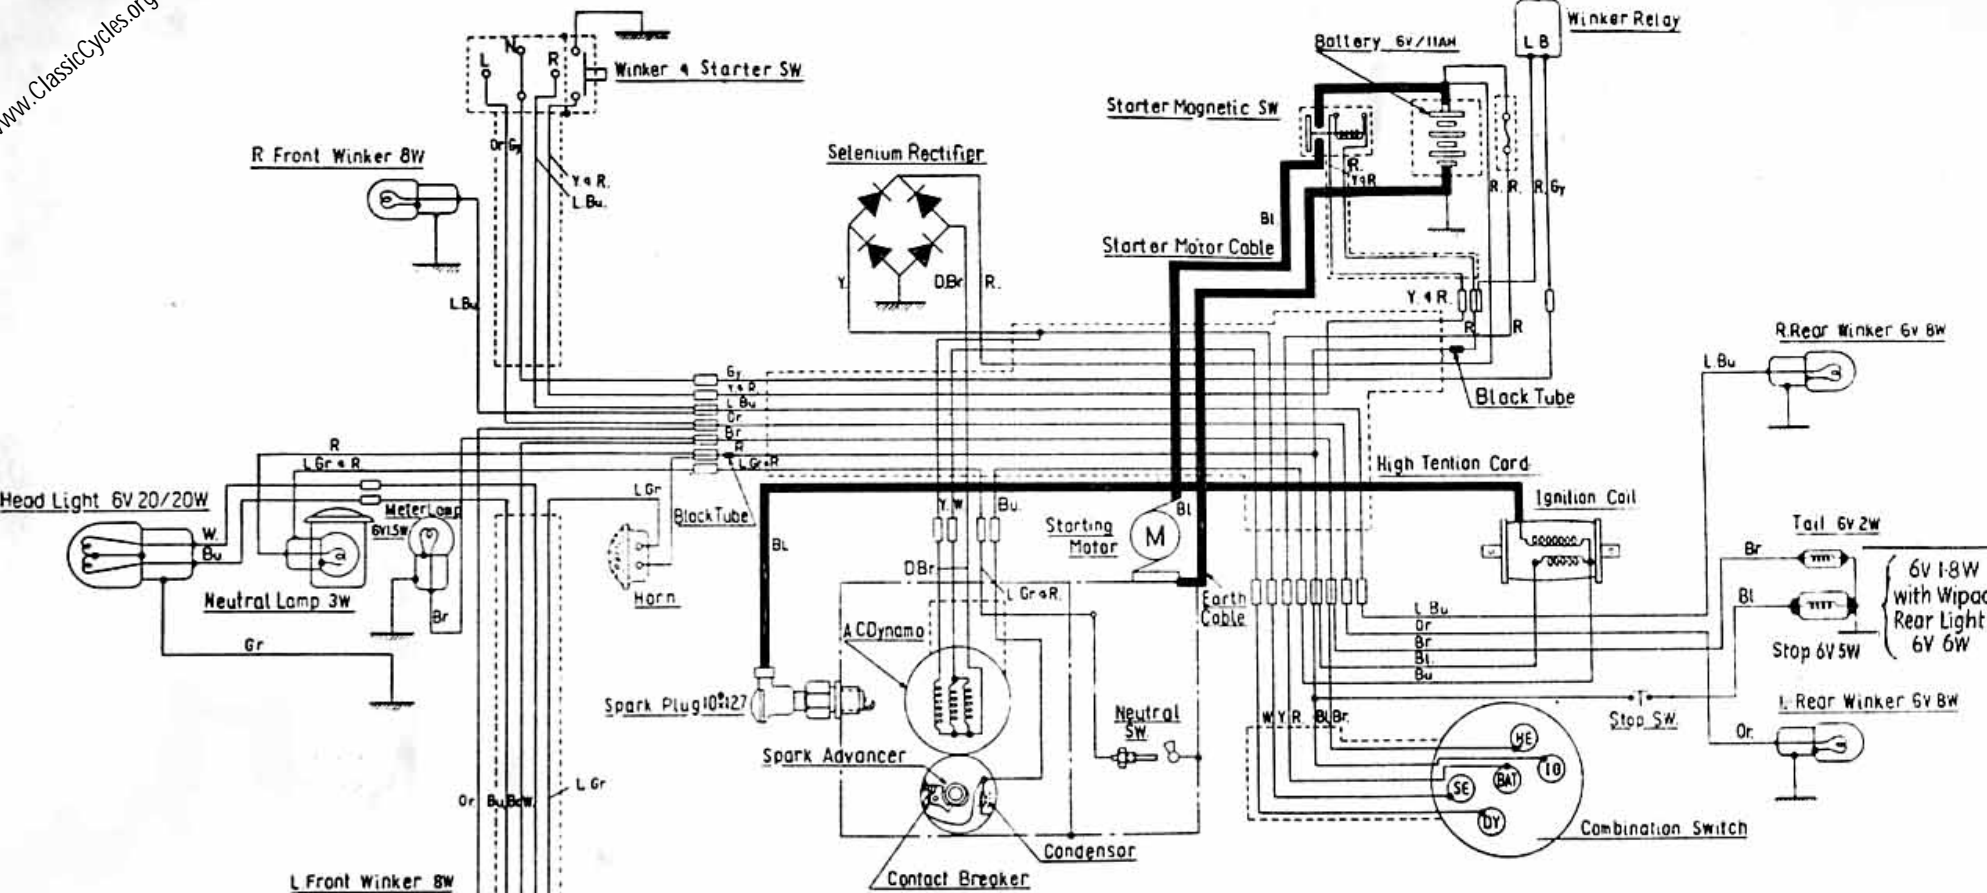 www.ClassicCycles.org
Winker Relay
L B
Battery 6V/11AH
L
N
R
Winker & Starter SW
Starter Magnetic SW
Or Gy
R Front Winker 8W
Selenium Rectifier
R.
Y & R
Y & R.
L.Bu.
R. R. R. Gy
Bl
Starter Motor Cable
Y.
D.Br
R.
L.Bu
Y. & R.
R.
R
R.Rear Winker 6v 8W
L Bu
Gy
Y & R
L Bu
Or
Br
R
L Gr & R
Black Tube
R
L Gr & R
High Tention Cord
Head Light 6V 20/20W
Meter Lamp
6V1.5W
L Gr
Black Tube
Y. W.
Bu.
Starting
Motor
M
Bl
Ignition Coil
Tail 6v 2W
W.
Bu
BL
D Br
Br
6V 1·8W
with Wipac
Rear Light
6V 6W
Neutral Lamp 3W
Horn
Br
L Gr & R.
Earth
Cable
Bl
Gr
A C Dynamo
L Bu
Or
Br
Bl.
Bu
Stop 6V 5W
Spark Plug
Neutral
SW
W. Y. R. Bl Br.
Stop SW.
L Rear Winker 6v 8W
Or.
Spark Advancer
HE
IG
BAT
SE
DY
Or
Bu
L Gr
Combination Switch
Condensor
L.Front Winker 8W
Contact Breaker